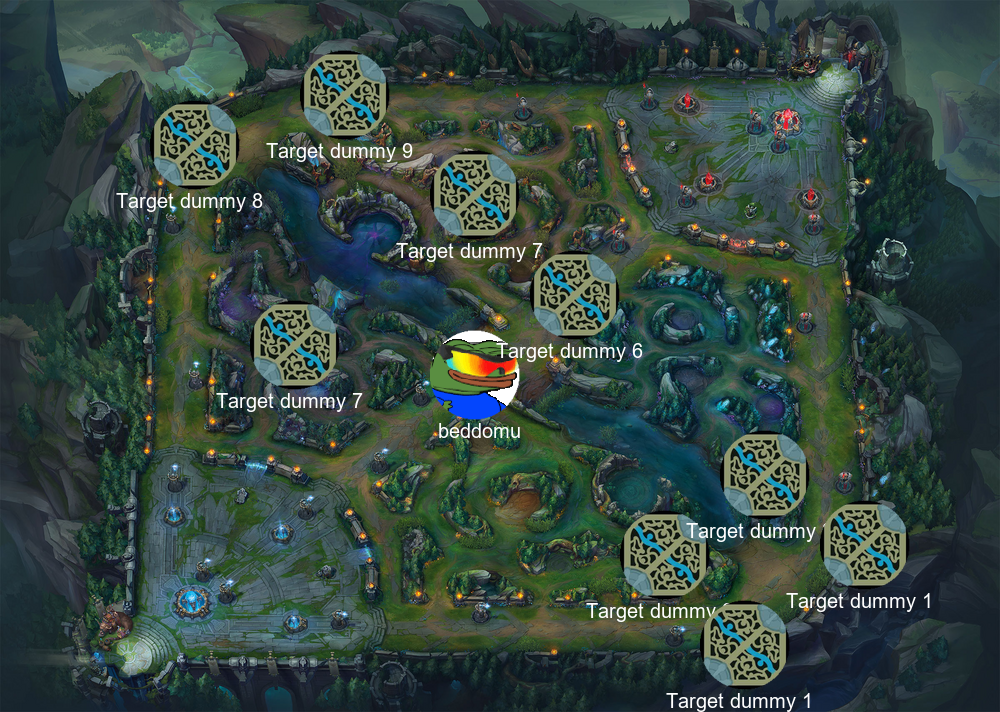 Target dummy 9
Target dummy 8
Target dummy 7
Target dummy 6
Target dummy 7
beddomu
Target dummy
Target dummy 1
Target dummy
Target dummy 1